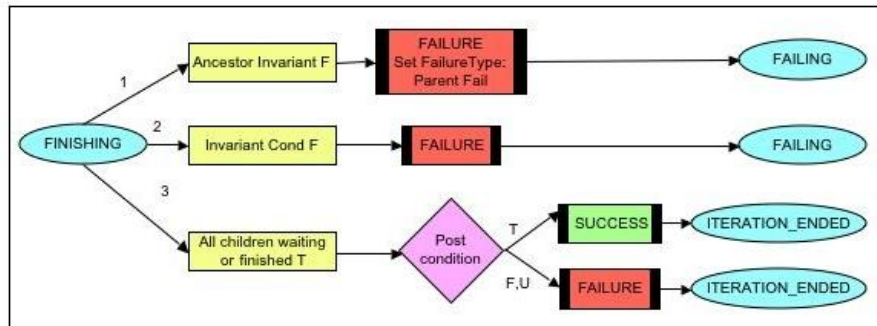 FAILURE
Set FailureType:
Parent Fail
Ancestor Invariant F
FAILING
1
2
FINISHING
Invariant Cond F
FAILURE
FAILING
3
T
SUCCESS
ITERATION_ENDED
All children waiting
or finished T
Post
condition
F,U
FAILURE
ITERATION_ENDED